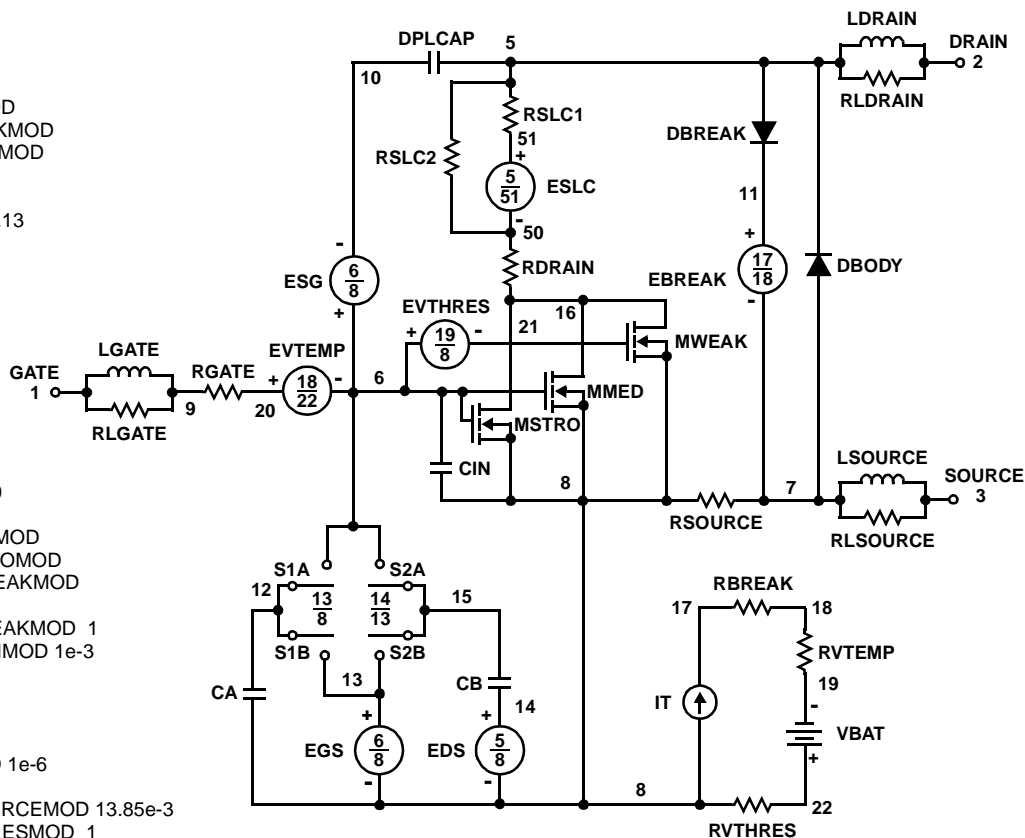 DPLCAP
5
LDRAIN
DRAIN
2
10
RLDRAIN
RSLC1
DBREAK
51
RSLC2
+
5
51
ESLC
11
-
50
-
+
17
18
EBREAK
DBODY
RDRAIN
6
8
ESG
EVTHRES
16
-
+
+
19
8
-
21
MWEAK
LGATE
EVTEMP
GATE
1
RGATE
+
18
22
-
6
MMED
9
20
MSTRO
RLGATE
LSOURCE
CIN
8
7
SOURCE
3
RSOURCE
RLSOURCE
S1A
S2A
12
13
8
14
13
15
RBREAK
17
18
S1B
S2B
RVTEMP
13
CB
19
CA
14
IT
-
+
+
VBAT
EGS
6
8
EDS
5
8
+
-
-
8
22
RVTHRES
OD
KMOD
MOD
13
MOD
OMOD
EAKMOD
EAKMOD 1
MOD 1e-3
1e-6
RCEMOD 13.85e-3
ESMOD 1